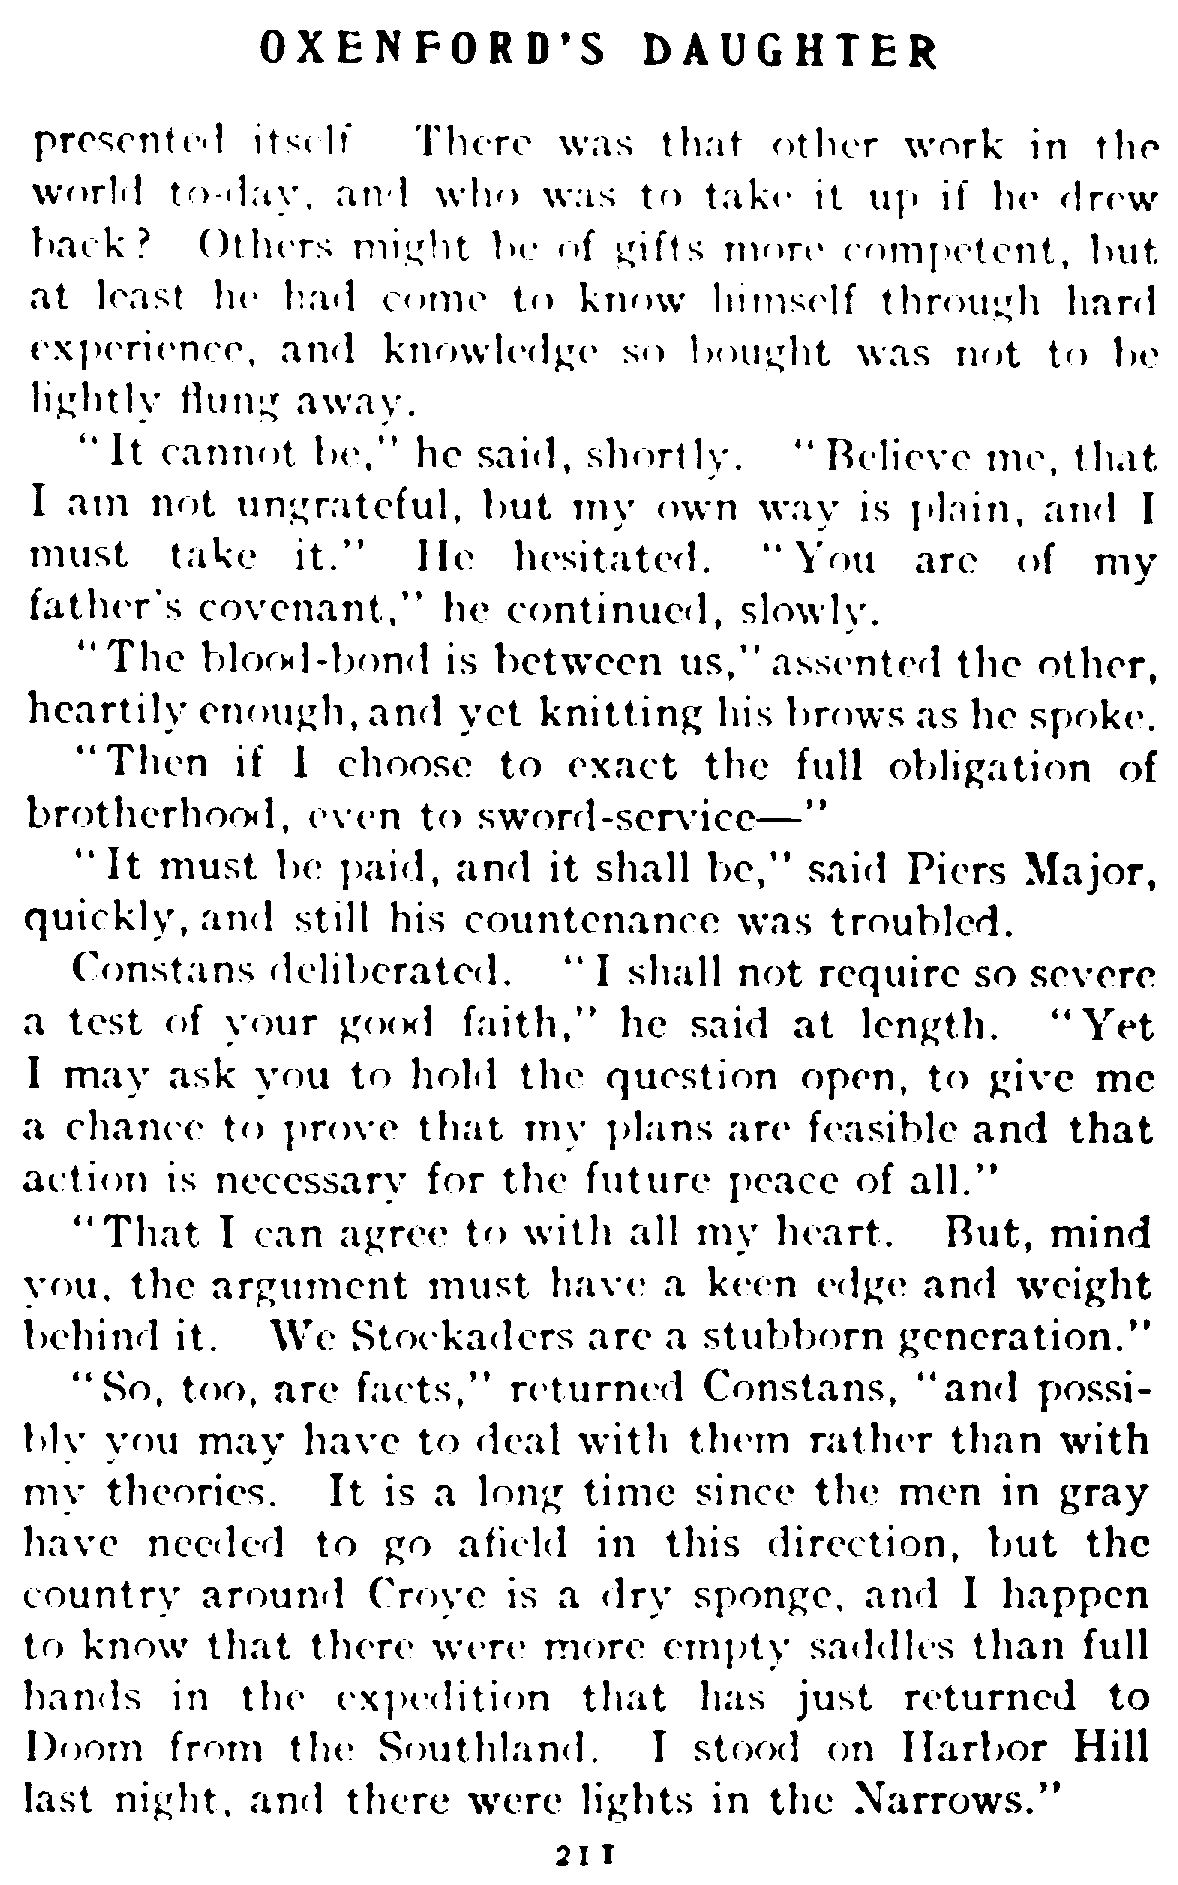 OXENFORD'S DAUGHTER
presented itself There was that other work in the
world to-day, and who was to take it up if he drew
back? Others might be of gifts more competent, but
at least he had come to know himself through hard
experience, and knowledge so bought was not to be
lightly flung away.
"It cannot be," he said, shortly. "Believe me, that
I am not ungrateful, but my own way is plain, and I
must take it." He hesitated. "You are of my
father's covenant," he continued, slowly.
"The blood-bond is between us," assented the other,
heartily enough, and yet knitting his brows as he spoke.
"Then if I choose to exact the full obligation of
brotherhood, even to sword-service—"
"It must be paid, and it shall be," said Piers Major,
quickly, and still his countenance was troubled.
Constans deliberated. "I shall not require so severe
a test of your good faith," he said at length. "Yet
I may ask you to hold the question open, to give me
a chance to prove that my plans are feasible and that
action is necessary for the future peace of all."
"That I can agree to with all my heart. But, mind
you, the argument must have a keen edge and weight
behind it. We Stockaders are a stubborn generation."
"So, too, are facts," returned Constans, "and possi-
bly you may have to deal with them rather than with
my theories. It is a long time since the men in gray
have needed to go afield in this direction, but the
country around Croye is a dry sponge, and I happen
to know that there were more empty saddles than full
hands in the expedition that has just returned to
Doom from the Southland. I stood on Harbor Hill
last night, and there were lights in the Narrows."
211